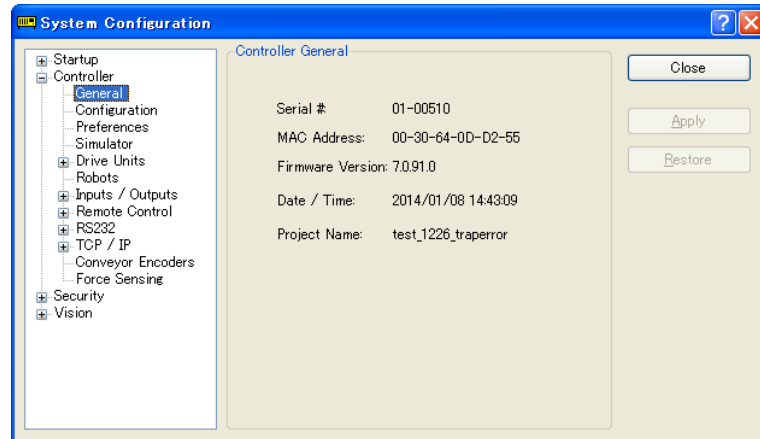 System Configuration
Startup
Controller
General
Configuration
Preferences
Simulator
Drive Units
Robots
Inputs / Outputs
Remote Control
RS232
TCP / IP
Conveyor Encoders
Force Sensing
Security
Vision
Controller General
Serial # 01-00510
MAC Address: 00-30-64-0D-D2-55
Firmware Version: 7.0.91.0
Date / Time: 2014/01/08 14:43:09
Project Name: test_1226_traperror
Close
Apply
Restore